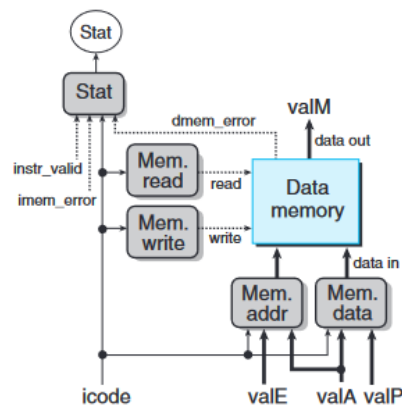 Stat
Stat
dmem_error
valM
data out
instr_valid
imem_error
Mem.
read
read
Data
memory
Mem.
write
write
data in
Mem.
addr
Mem.
data
icode
valE
valA
valP